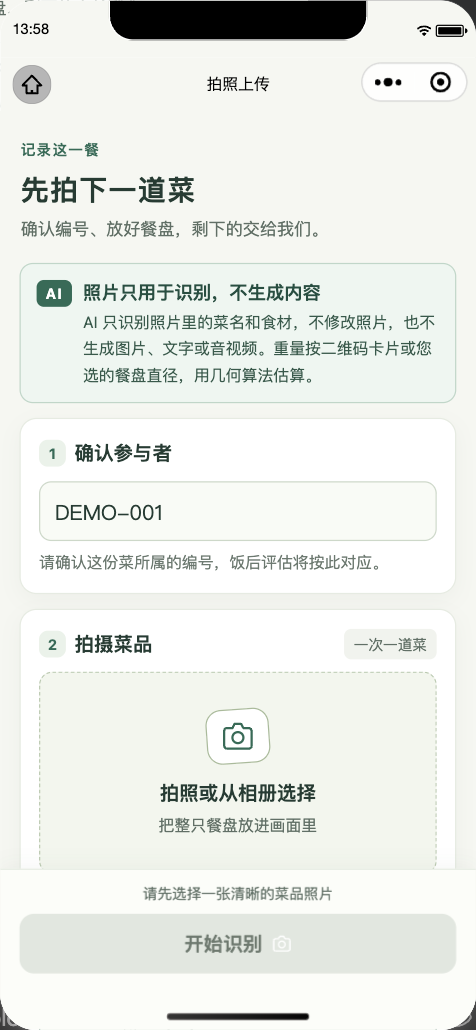 13:58
拍照上传
记录这一餐
先拍下一道菜
确认编号、放好餐盘，剩下的交给我们。
AI 照片只用于识别，不生成内容
AI 只识别照片里的菜名和食材，不修改照片，也不
生成图片、文字或音视频。重量按二维码卡片或您
选的餐盘直径，用几何算法估算。
1 确认参与者
DEMO-001
请确认这份菜所属的编号，饭后评估将按此对应。
2 拍摄菜品 一次一道菜
拍照或从相册选择
把整只餐盘放进画面里
请先选择一张清晰的菜品照片
开始识别